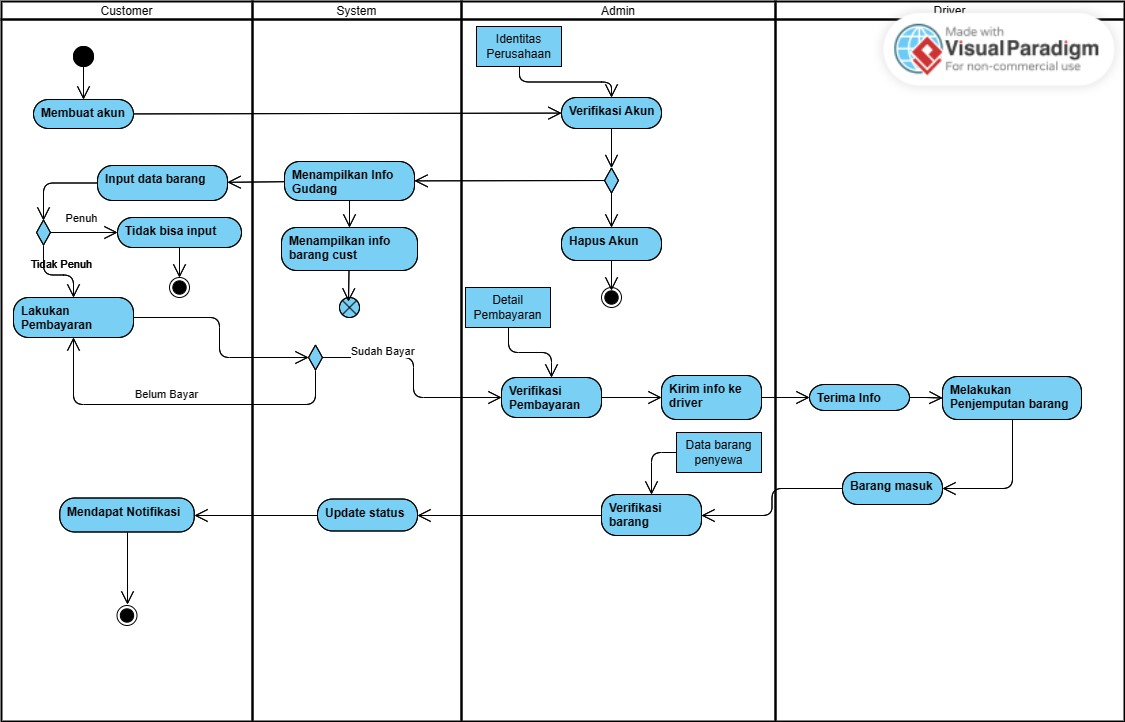 Customer
System
Admin
Driver
Made with
Visual Paradigm
For non-commercial use
Identitas
Perusahaan
Membuat akun
Verifikasi Akun
Input data barang
Menampilkan Info
Gudang
Penuh
Tidak bisa input
Menampilkan info
barang cust
Hapus Akun
Tidak Penuh
Lakukan
Pembayaran
Detail
Pembayaran
Sudah Bayar
Belum Bayar
Verifikasi
Pembayaran
Kirim info ke
driver
Terima Info
Melakukan
Penjemputan barang
Data barang
penyewa
Barang masuk
Verifikasi
barang
Update status
Mendapat Notifikasi